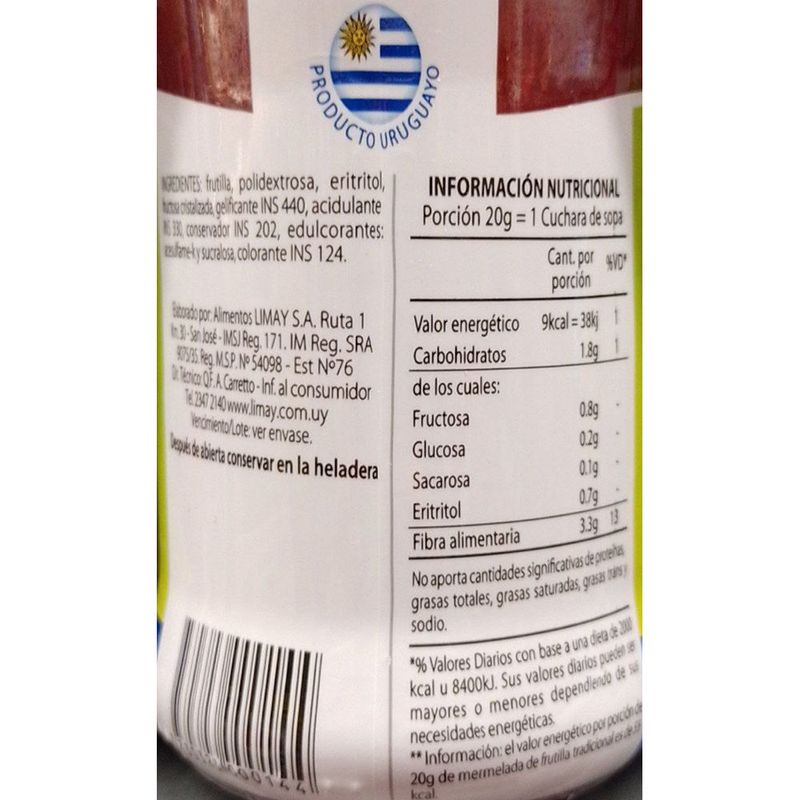 PRODUCTO URUGUAYO
INGREDIENTES: frutilla, polidextrosa, eritritol,
fructosa cristalizada, gelificante INS 440, acidulante
INS 330, conservador INS 202, edulcorantes:
acesulfame-k y sucralosa, colorante INS 124.
Elaborado por: Alimentos LIMAY S.A. Ruta 1
Km. 30 - San José - IMSJ Reg. 171. IM Reg. SRA
9075/35. Reg. M.S.P. Nº 54098 - Est Nº76
Dr. Técnico: Q.F. A. Carretto - Inf. al consumidor
Tel. 2347 2140 www.limay.com.uy
Vencimiento/Lote: ver envase.
Después de abierta conservar en la heladera
INFORMACIÓN NUTRICIONAL
Porción 20g = 1 Cuchara de sopa
Cant. por porción %VD*
Valor energético 9kcal = 38kj 1
Carbohidratos 1.8g 1
de los cuales:
Fructosa 0.8g -
Glucosa 0.2g -
Sacarosa 0.1g -
Eritritol 0.7g -
Fibra alimentaria 3.3g 13
No aporta cantidades significativas de proteínas,
grasas totales, grasas saturadas, grasas trans y
sodio.
*% Valores Diarios con base a una dieta de 2000
kcal u 8400kJ. Sus valores diarios pueden ser
mayores o menores dependiendo de sus
necesidades energéticas.
** Información: el valor energético por porción de
20g de mermelada de frutilla tradicional es de
kcal.